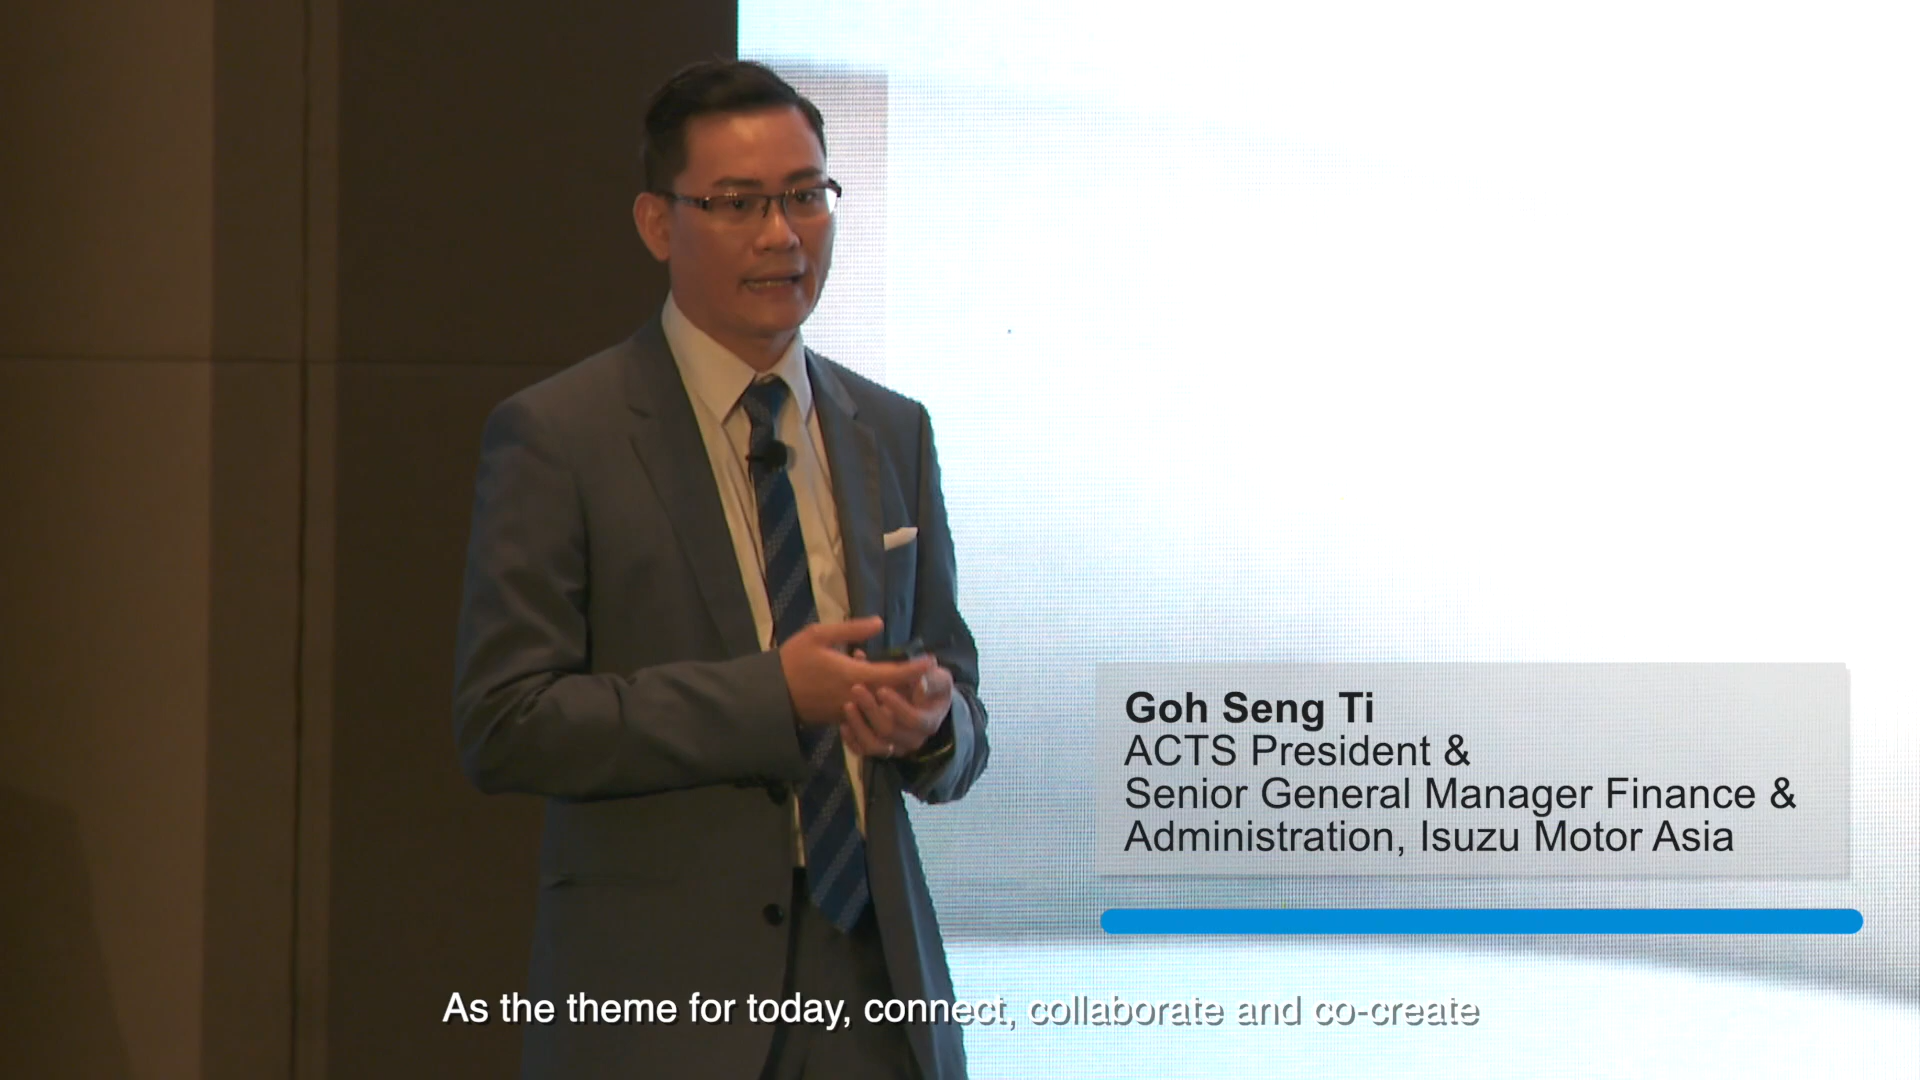 Goh Seng Ti
ACTS President &
Senior General Manager Finance &
Administration, Isuzu Motor Asia
As the theme for today, connect, collaborate and co-create